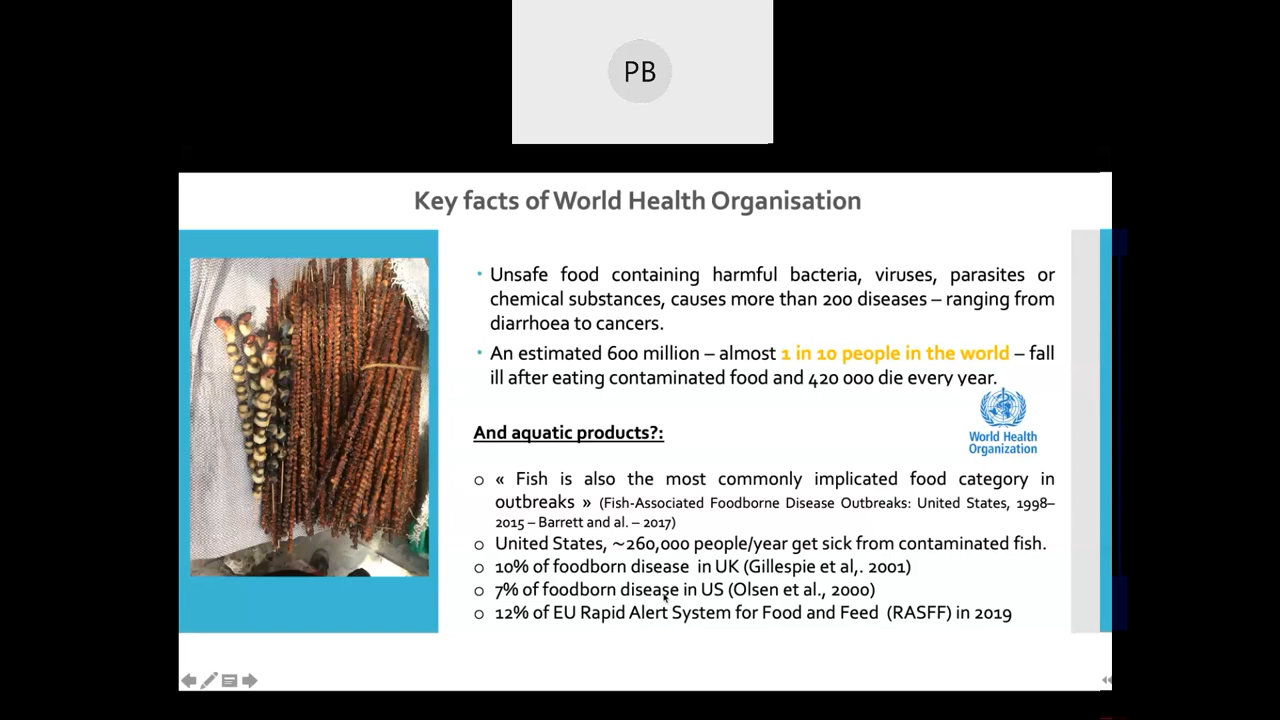 PB
Key facts of World Health Organisation
• Unsafe food containing harmful bacteria, viruses, parasites or
chemical substances, causes more than 200 diseases – ranging from
diarrhoea to cancers.
• An estimated 600 million – almost 1 in 10 people in the world – fall
ill after eating contaminated food and 420 000 die every year.
World Health
Organization
And aquatic products?:
o « Fish is also the most commonly implicated food category in
outbreaks » (Fish-Associated Foodborne Disease Outbreaks: United States, 1998–
2015 – Barrett and al. – 2017)
o United States, ~260,000 people/year get sick from contaminated fish.
o 10% of foodborn disease in UK (Gillespie et al,. 2001)
o 7% of foodborn disease in US (Olsen et al., 2000)
o 12% of EU Rapid Alert System for Food and Feed (RASFF) in 2019